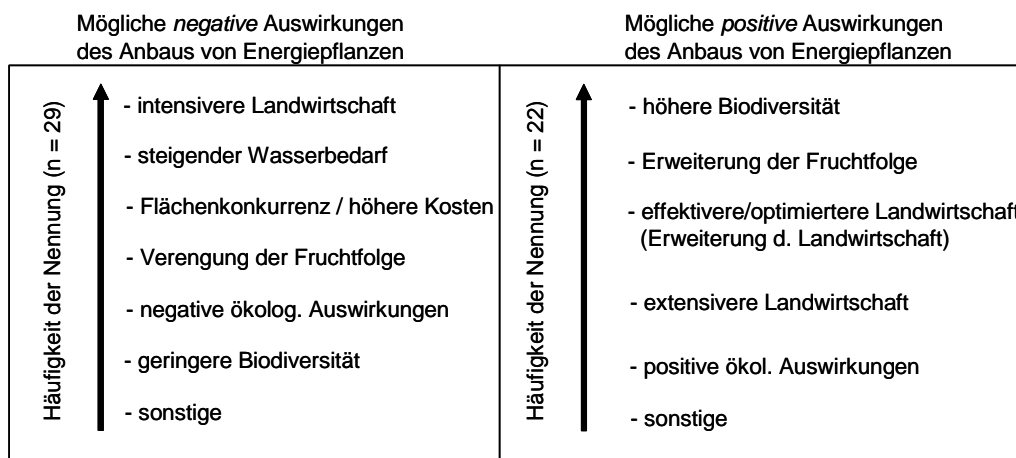 Mögliche negative Auswirkungen
des Anbaus von Energiepflanzen
Häufigkeit der Nennung (n = 29)
- intensivere Landwirtschaft
- steigender Wasserbedarf
- Flächenkonkurrenz / höhere Kosten
- Verengung der Fruchtfolge
- negative ökolog. Auswirkungen
- geringere Biodiversität
- sonstige
Mögliche positive Auswirkungen
des Anbaus von Energiepflanzen
Häufigkeit der Nennung (n = 22)
- höhere Biodiversität
- Erweiterung der Fruchtfolge
- effektivere/optimiertere Landwirtschaft
(Erweiterung d. Landwirtschaft)
- extensivere Landwirtschaft
- positive ökol. Auswirkungen
- sonstige